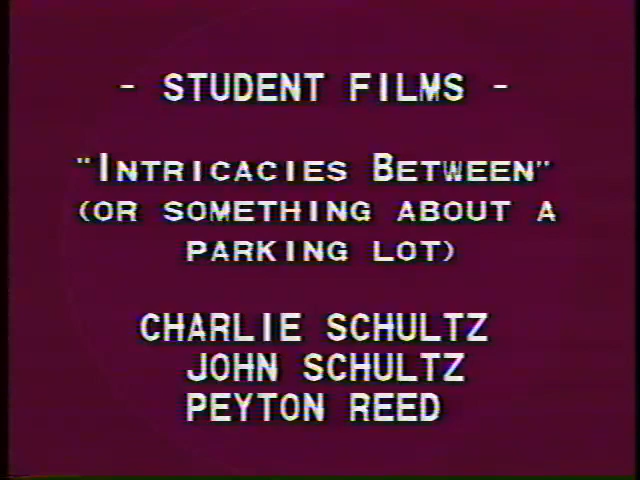 - STUDENT FILMS -
"INTRICACIES BETWEEN"
(OR SOMETHING ABOUT A
PARKING LOT)
CHARLIE SCHULTZ
JOHN SCHULTZ
PEYTON REED